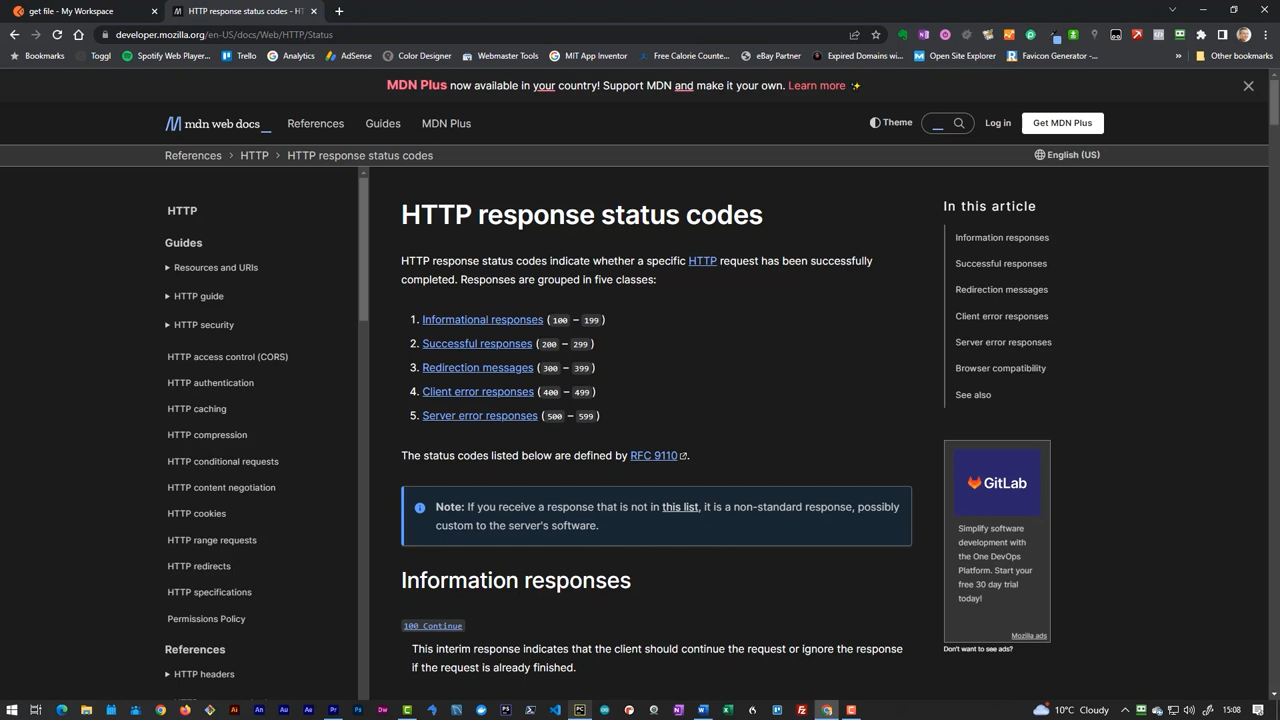 get file - My Workspace
HTTP response status codes - HT
developer.mozilla.org/en-US/docs/Web/HTTP/Status
Bookmarks
Toggl
Spotify Web Player...
Trello
Analytics
AdSense
Color Designer
Webmaster Tools
MIT App Inventor
Free Calorie Counte...
eBay Partner
Expired Domains wi...
Open Site Explorer
Favicon Generator -...
Other bookmarks
MDN Plus now available in your country! Support MDN and make it your own. Learn more ✨
mdn web docs_
References
Guides
MDN Plus
Theme
Log in
Get MDN Plus
References > HTTP > HTTP response status codes
English (US)
HTTP
Guides
Resources and URIs
HTTP guide
HTTP security
HTTP access control (CORS)
HTTP authentication
HTTP caching
HTTP compression
HTTP conditional requests
HTTP content negotiation
HTTP cookies
HTTP range requests
HTTP redirects
HTTP specifications
Permissions Policy
References
HTTP headers
HTTP response status codes
HTTP response status codes indicate whether a specific HTTP request has been successfully
completed. Responses are grouped in five classes:
1. Informational responses (100 – 199)
2. Successful responses (200 – 299)
3. Redirection messages (300 – 399)
4. Client error responses (400 – 499)
5. Server error responses (500 – 599)
The status codes listed below are defined by RFC 9110.
Note: If you receive a response that is not in this list, it is a non-standard response, possibly
custom to the server's software.
Information responses
100 Continue
This interim response indicates that the client should continue the request or ignore the response
if the request is already finished.
In this article
Information responses
Successful responses
Redirection messages
Client error responses
Server error responses
Browser compatibility
See also
GitLab
Simplify software
development with
the One DevOps
Platform. Start your
free 30 day trial
today!
Mozilla ads
Don't want to see ads?
10°C Cloudy
15:08